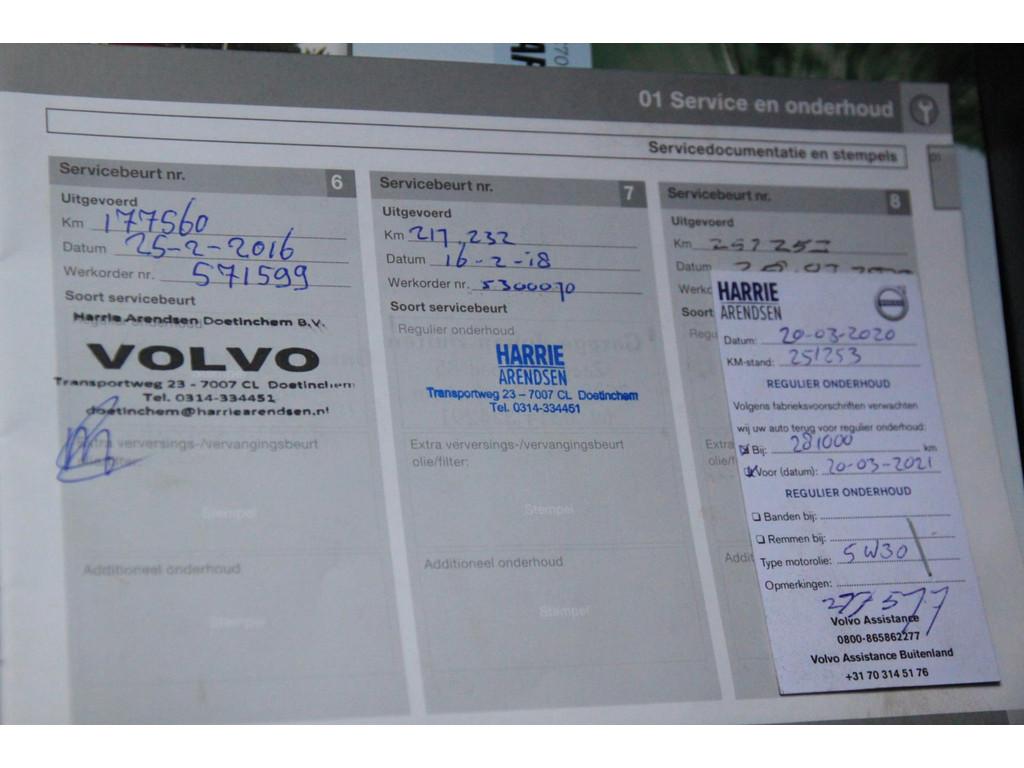 01 Service en onderhoud
Servicedocumentatie en stempels
01
Servicebeurt nr. 6
Uitgevoerd
Km 177560
Datum 25-2-2016
Werkorder nr. 571599
Soort servicebeurt
Harrie Arendsen Doetinchem B.V.
VOLVO
Transportweg 23 - 7007 CL Doetinchem
Tel. 0314-334451
doetinchem@harriearendsen.nl
Extra verversings-/vervangingsbeurt
Stempel
Additioneel onderhoud
Stempel
Servicebeurt nr. 7
Uitgevoerd
Km 217,232
Datum 16-2-18
Werkorder nr. 5300070
Soort servicebeurt
Regulier onderhoud
HARRIE
ARENDSEN
Transportweg 23 – 7007 CL Doetinchem
Tel. 0314-334451
Extra verversings-/vervangingsbeurt
olie/filter:
Stempel
Additioneel onderhoud
Stempel
Servicebeurt nr. 8
Uitgevoerd
Km
Datum
Soort
HARRIE
ARENDSEN
Datum: 20-03-2020
KM-stand: 251253
REGULIER ONDERHOUD
Volgens fabrieksvoorschriften verwachten
wij uw auto terug voor regulier onderhoud:
Bij: 281000 km
Voor (datum): 20-03-2021
REGULIER ONDERHOUD
Banden bij:
Remmen bij:
Type motorolie: 5W30
Opmerkingen:
277577
Volvo Assistance
0800-865862277
Volvo Assistance Buitenland
+31 70 314 51 76